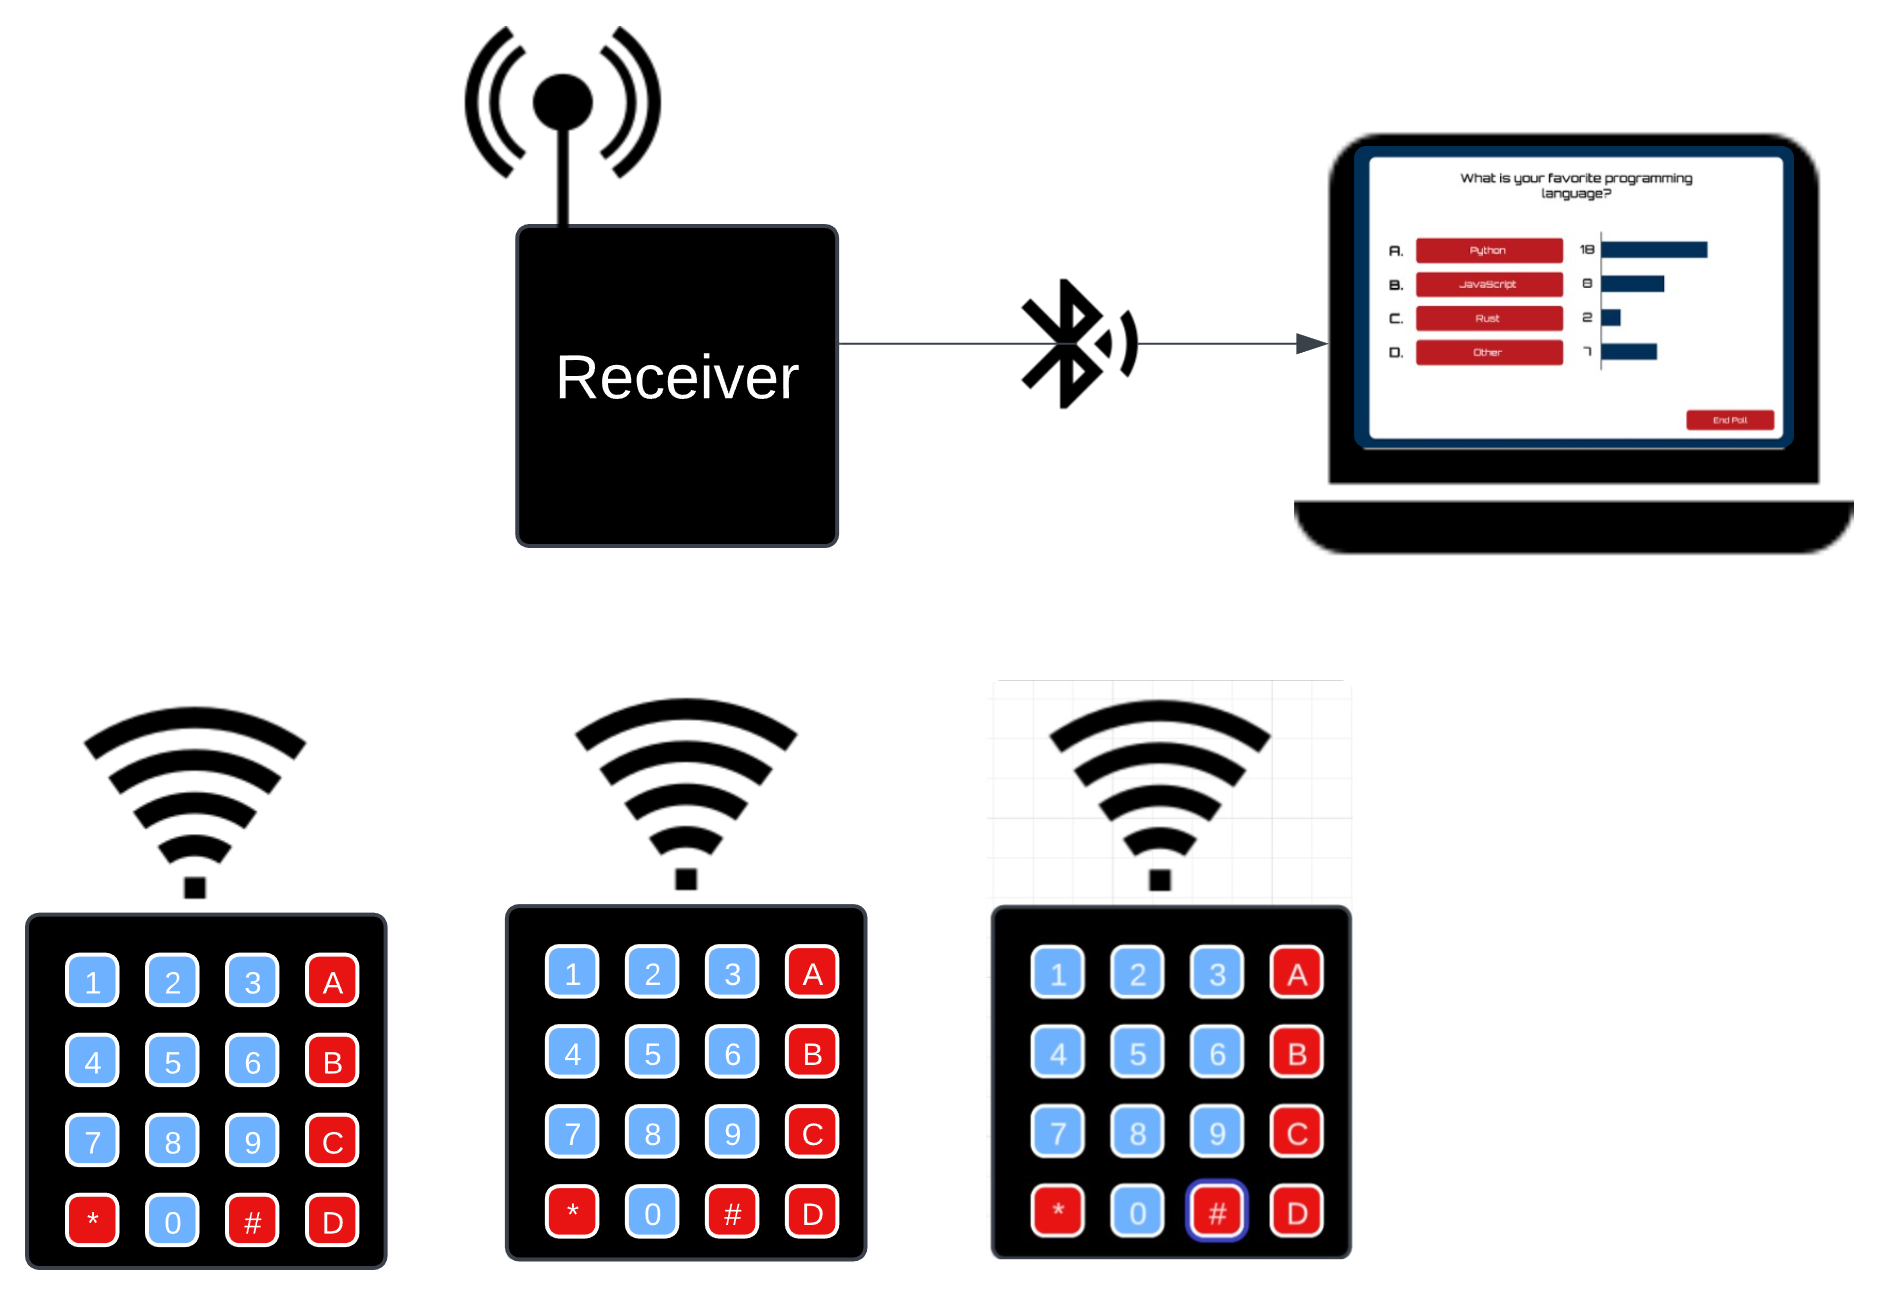 Receiver
What is your favorite programming
language?
A. Python 18
B. JavaScript 8
C. Rust 2
D. Other 7
End Poll
1 2 3 A
4 5 6 B
7 8 9 C
* 0 # D
1 2 3 A
4 5 6 B
7 8 9 C
* 0 # D
1 2 3 A
4 5 6 B
7 8 9 C
* 0 # D